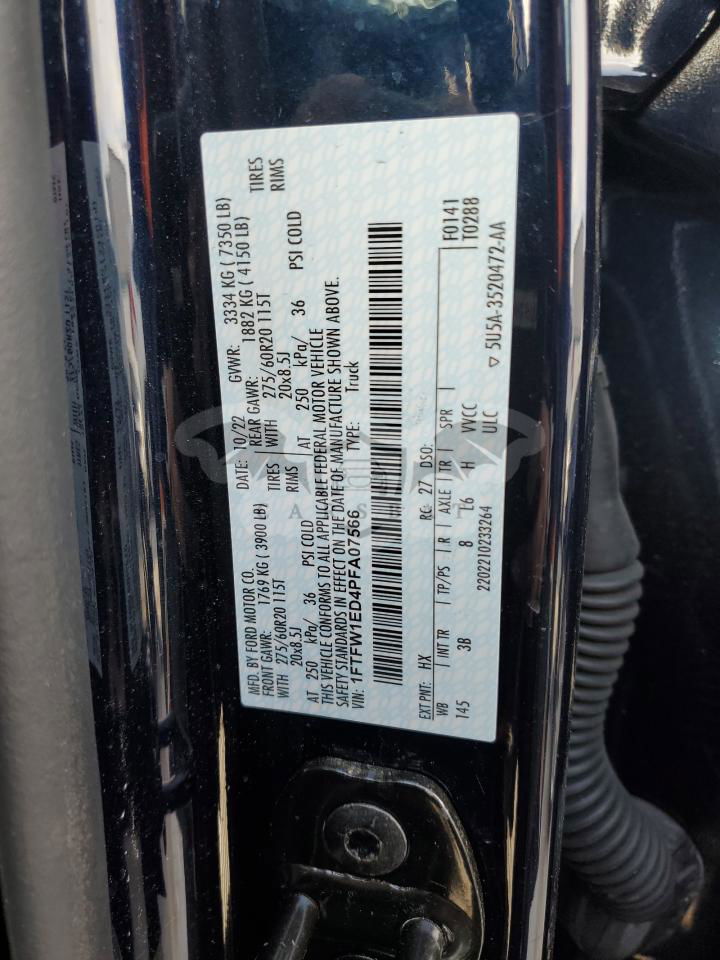 MFD. BY FORD MOTOR CO. DATE: 10/22 GVWR: 3334 KG ( 7350 LB)
FRONT GAWR: 1769 KG ( 3900 LB) REAR GAWR: 1882 KG ( 4150 LB)
WITH 275/60R20 115T TIRES WITH 275/60R20 115T TIRES
20x8.5J RIMS 20x8.5J RIMS
AT 250 kPa/ 36 PSI COLD AT 250 kPa/ 36 PSI COLD
THIS VEHICLE CONFORMS TO ALL APPLICABLE FEDERAL MOTOR VEHICLE
SAFETY STANDARDS IN EFFECT ON THE DATE OF MANUFACTURE SHOWN ABOVE.
VIN: 1FTFW1ED4PFA07566 TYPE: Truck
EXT PNT: HX RC: 27 DSO: F0141
WB MT TR TP/PS R AXLE TR SPR T0288
145 3B 8 L6 H WCC
2202210233264 ULC
▽ 5U5A-3520472-AA